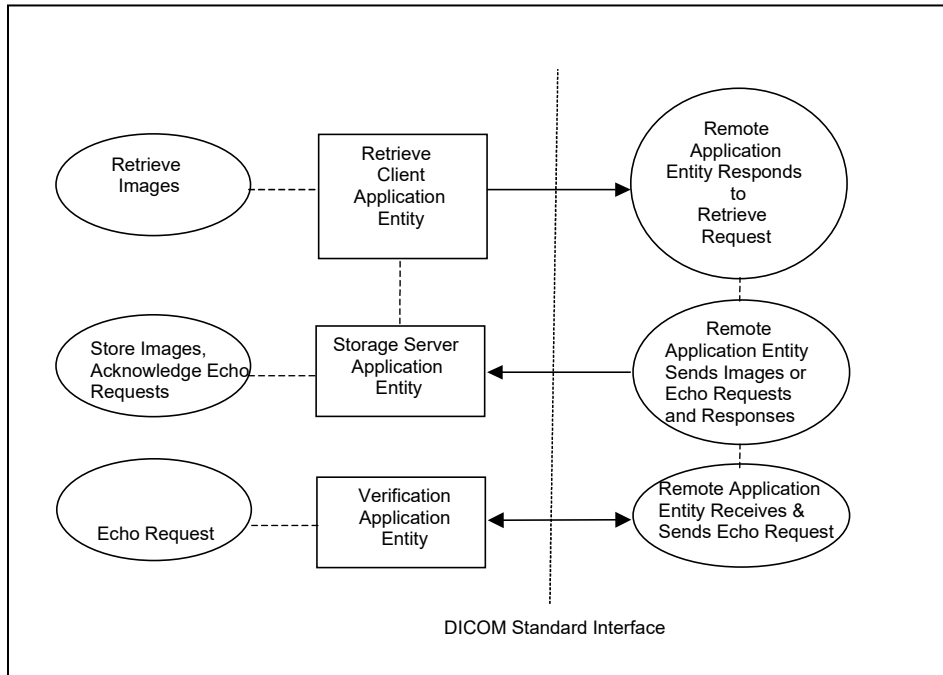 Retrieve
Images
Retrieve
Client
Application
Entity
Remote
Application
Entity Responds
to
Retrieve
Request
Store Images,
Acknowledge Echo
Requests
Storage Server
Application
Entity
Remote
Application Entity
Sends Images or
Echo Requests
and Responses
Echo Request
Verification
Application
Entity
Remote Application
Entity Receives &
Sends Echo Request
DICOM Standard Interface